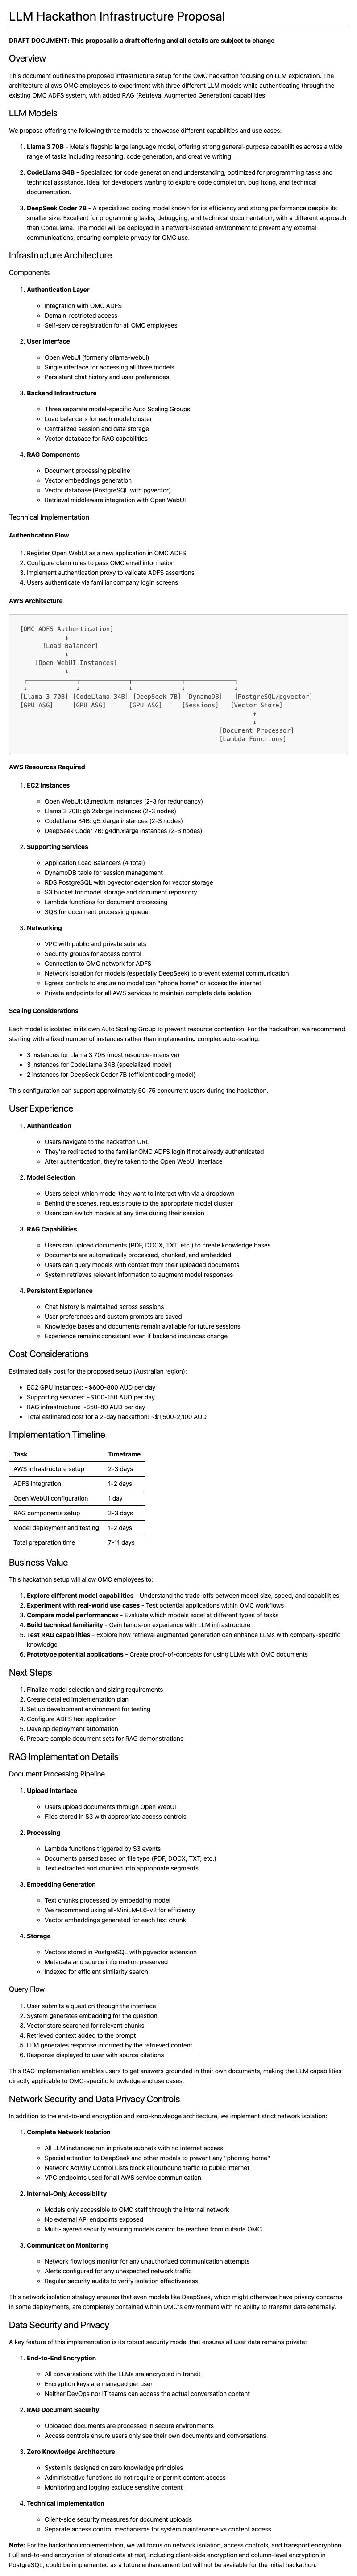 LLM Hackathon Infrastructure Proposal
DRAFT DOCUMENT: This proposal is a draft offering and all details are subject to change
Overview
This document outlines the proposed infrastructure setup for the OMC hackathon focusing on LLM exploration. The
architecture allows OMC employees to experiment with three different LLM models while authenticating through the
existing OMC ADFS system, with added RAG (Retrieval Augmented Generation) capabilities.
LLM Models
We propose offering the following three models to showcase different capabilities and use cases:
1. Llama 3 70B - Meta's flagship large language model, offering strong general-purpose capabilities across a wide
range of tasks including reasoning, code generation, and creative writing.
2. CodeLlama 34B - Specialized for code generation and understanding, optimized for programming tasks and
technical assistance. Ideal for developers wanting to explore code completion, bug fixing, and technical
documentation.
3. DeepSeek Coder 7B - A specialized coding model known for its efficiency and strong performance despite its
smaller size. Excellent for programming tasks, debugging, and technical documentation, with a different approach
than CodeLlama. The model will be deployed in a network-isolated environment to prevent any external
communications, ensuring complete privacy for OMC use.
Infrastructure Architecture
Components
1. Authentication Layer
○ Integration with OMC ADFS
○ Domain-restricted access
○ Self-service registration for all OMC employees
2. User Interface
○ Open WebUI (formerly ollama-webui)
○ Single interface for accessing all three models
○ Persistent chat history and user preferences
3. Backend Infrastructure
○ Three separate model-specific Auto Scaling Groups
○ Load balancers for each model cluster
○ Centralized session and data storage
○ Vector database for RAG capabilities
4. RAG Components
○ Document processing pipeline
○ Vector embeddings generation
○ Vector database (PostgreSQL with pgvector)
○ Retrieval middleware integration with Open WebUI
Technical Implementation
Authentication Flow
1. Register Open WebUI as a new application in OMC ADFS
2. Configure claim rules to pass OMC email information
3. Implement authentication proxy to validate ADFS assertions
4. Users authenticate via familiar company login screens
AWS Architecture
[OMC ADFS Authentication]
↓
[Load Balancer]
↓
[Open WebUI Instances]
↓
↓ ↓ ↓ ↓ ↓
[Llama 3 70B] [CodeLlama 34B] [DeepSeek 7B] [DynamoDB] [PostgreSQL/pgvector]
[GPU ASG] [GPU ASG] [GPU ASG] [Sessions] [Vector Store]
↑
↓
[Document Processor]
[Lambda Functions]
AWS Resources Required
1. EC2 Instances
○ Open WebUI: t3.medium instances (2-3 for redundancy)
○ Llama 3 70B: g5.2xlarge instances (2-3 nodes)
○ CodeLlama 34B: g5.xlarge instances (2-3 nodes)
○ DeepSeek Coder 7B: g4dn.xlarge instances (2-3 nodes)
2. Supporting Services
○ Application Load Balancers (4 total)
○ DynamoDB table for session management
○ RDS PostgreSQL with pgvector extension for vector storage
○ S3 bucket for model storage and document repository
○ Lambda functions for document processing
○ SQS for document processing queue
3. Networking
○ VPC with public and private subnets
○ Security groups for access control
○ Connection to OMC network for ADFS
○ Network isolation for models (especially DeepSeek) to prevent external communication
○ Egress controls to ensure no model can "phone home" or access the internet
○ Private endpoints for all AWS services to maintain complete data isolation
Scaling Considerations
Each model is isolated in its own Auto Scaling Group to prevent resource contention. For the hackathon, we recommend
starting with a fixed number of instances rather than implementing complex auto-scaling:
• 3 instances for Llama 3 70B (most resource-intensive)
• 3 instances for CodeLlama 34B (specialized model)
• 2 instances for DeepSeek Coder 7B (efficient coding model)
This configuration can support approximately 50-75 concurrent users during the hackathon.
User Experience
1. Authentication
○ Users navigate to the hackathon URL
○ They're redirected to the familiar OMC ADFS login if not already authenticated
○ After authentication, they're taken to the Open WebUI interface
2. Model Selection
○ Users select which model they want to interact with via a dropdown
○ Behind the scenes, requests route to the appropriate model cluster
○ Users can switch models at any time during their session
3. RAG Capabilities
○ Users can upload documents (PDF, DOCX, TXT, etc.) to create knowledge bases
○ Documents are automatically processed, chunked, and embedded
○ Users can query models with context from their uploaded documents
○ System retrieves relevant information to augment model responses
4. Persistent Experience
○ Chat history is maintained across sessions
○ User preferences and custom prompts are saved
○ Knowledge bases and documents remain available for future sessions
○ Experience remains consistent even if backend instances change
Cost Considerations
Estimated daily cost for the proposed setup (Australian region):
• EC2 GPU Instances: ~$600-800 AUD per day
• Supporting services: ~$100-150 AUD per day
• RAG infrastructure: ~$50-80 AUD per day
• Total estimated cost for a 2-day hackathon: ~$1,500-2,100 AUD
Implementation Timeline
Task Timeframe
AWS infrastructure setup 2-3 days
ADFS integration 1-2 days
Open WebUI configuration 1 day
RAG components setup 2-3 days
Model deployment and testing 1-2 days
Total preparation time 7-11 days
Business Value
This hackathon setup will allow OMC employees to:
1. Explore different model capabilities - Understand the trade-offs between model size, speed, and capabilities
2. Experiment with real-world use cases - Test potential applications within OMC workflows
3. Compare model performances - Evaluate which models excel at different types of tasks
4. Build technical familiarity - Gain hands-on experience with LLM infrastructure
5. Test RAG capabilities - Explore how retrieval augmented generation can enhance LLMs with company-specific
knowledge
6. Prototype potential applications - Create proof-of-concepts for using LLMs with OMC documents
Next Steps
1. Finalize model selection and sizing requirements
2. Create detailed implementation plan
3. Set up development environment for testing
4. Configure ADFS test application
5. Develop deployment automation
6. Prepare sample document sets for RAG demonstrations
RAG Implementation Details
Document Processing Pipeline
1. Upload Interface
○ Users upload documents through Open WebUI
○ Files stored in S3 with appropriate access controls
2. Processing
○ Lambda functions triggered by S3 events
○ Documents parsed based on file type (PDF, DOCX, TXT, etc.)
○ Text extracted and chunked into appropriate segments
3. Embedding Generation
○ Text chunks processed by embedding model
○ We recommend using all-MiniLM-L6-v2 for efficiency
○ Vector embeddings generated for each text chunk
4. Storage
○ Vectors stored in PostgreSQL with pgvector extension
○ Metadata and source information preserved
○ Indexed for efficient similarity search
Query Flow
1. User submits a question through the interface
2. System generates embedding for the question
3. Vector store searched for relevant chunks
4. Retrieved context added to the prompt
5. LLM generates response informed by the retrieved content
6. Response displayed to user with source citations
This RAG implementation enables users to get answers grounded in their own documents, making the LLM capabilities
directly applicable to OMC-specific knowledge and use cases.
Network Security and Data Privacy Controls
In addition to the end-to-end encryption and zero-knowledge architecture, we implement strict network isolation:
1. Complete Network Isolation
○ All LLM instances run in private subnets with no internet access
○ Special attention to DeepSeek and other models to prevent any "phoning home"
○ Network Activity Control Lists block all outbound traffic to public internet
○ VPC endpoints used for all AWS service communication
2. Internal-Only Accessibility
○ Models only accessible to OMC staff through the internal network
○ No external API endpoints exposed
○ Multi-layered security ensuring models cannot be reached from outside OMC
3. Communication Monitoring
○ Network flow logs monitor for any unauthorized communication attempts
○ Alerts configured for any unexpected network traffic
○ Regular security audits to verify isolation effectiveness
This network isolation strategy ensures that even models like DeepSeek, which might otherwise have privacy concerns
in some deployments, are completely contained within OMC's environment with no ability to transmit data externally.
Data Security and Privacy
A key feature of this implementation is its robust security model that ensures all user data remains private:
1. End-to-End Encryption
○ All conversations with the LLMs are encrypted in transit
○ Encryption keys are managed per user
○ Neither DevOps nor IT teams can access the actual conversation content
2. RAG Document Security
○ Uploaded documents are processed in secure environments
○ Access controls ensure users only see their own documents and conversations
3. Zero Knowledge Architecture
○ System is designed on zero knowledge principles
○ Administrative functions do not require or permit content access
○ Monitoring and logging exclude sensitive content
4. Technical Implementation
○ Client-side security measures for document uploads
○ Separate access control mechanisms for system maintenance vs content access
Note: For the hackathon implementation, we will focus on network isolation, access controls, and transport encryption.
Full end-to-end encryption of stored data at rest, including client-side encryption and column-level encryption in
PostgreSQL, could be implemented as a future enhancement but will not be available for the initial hackathon.